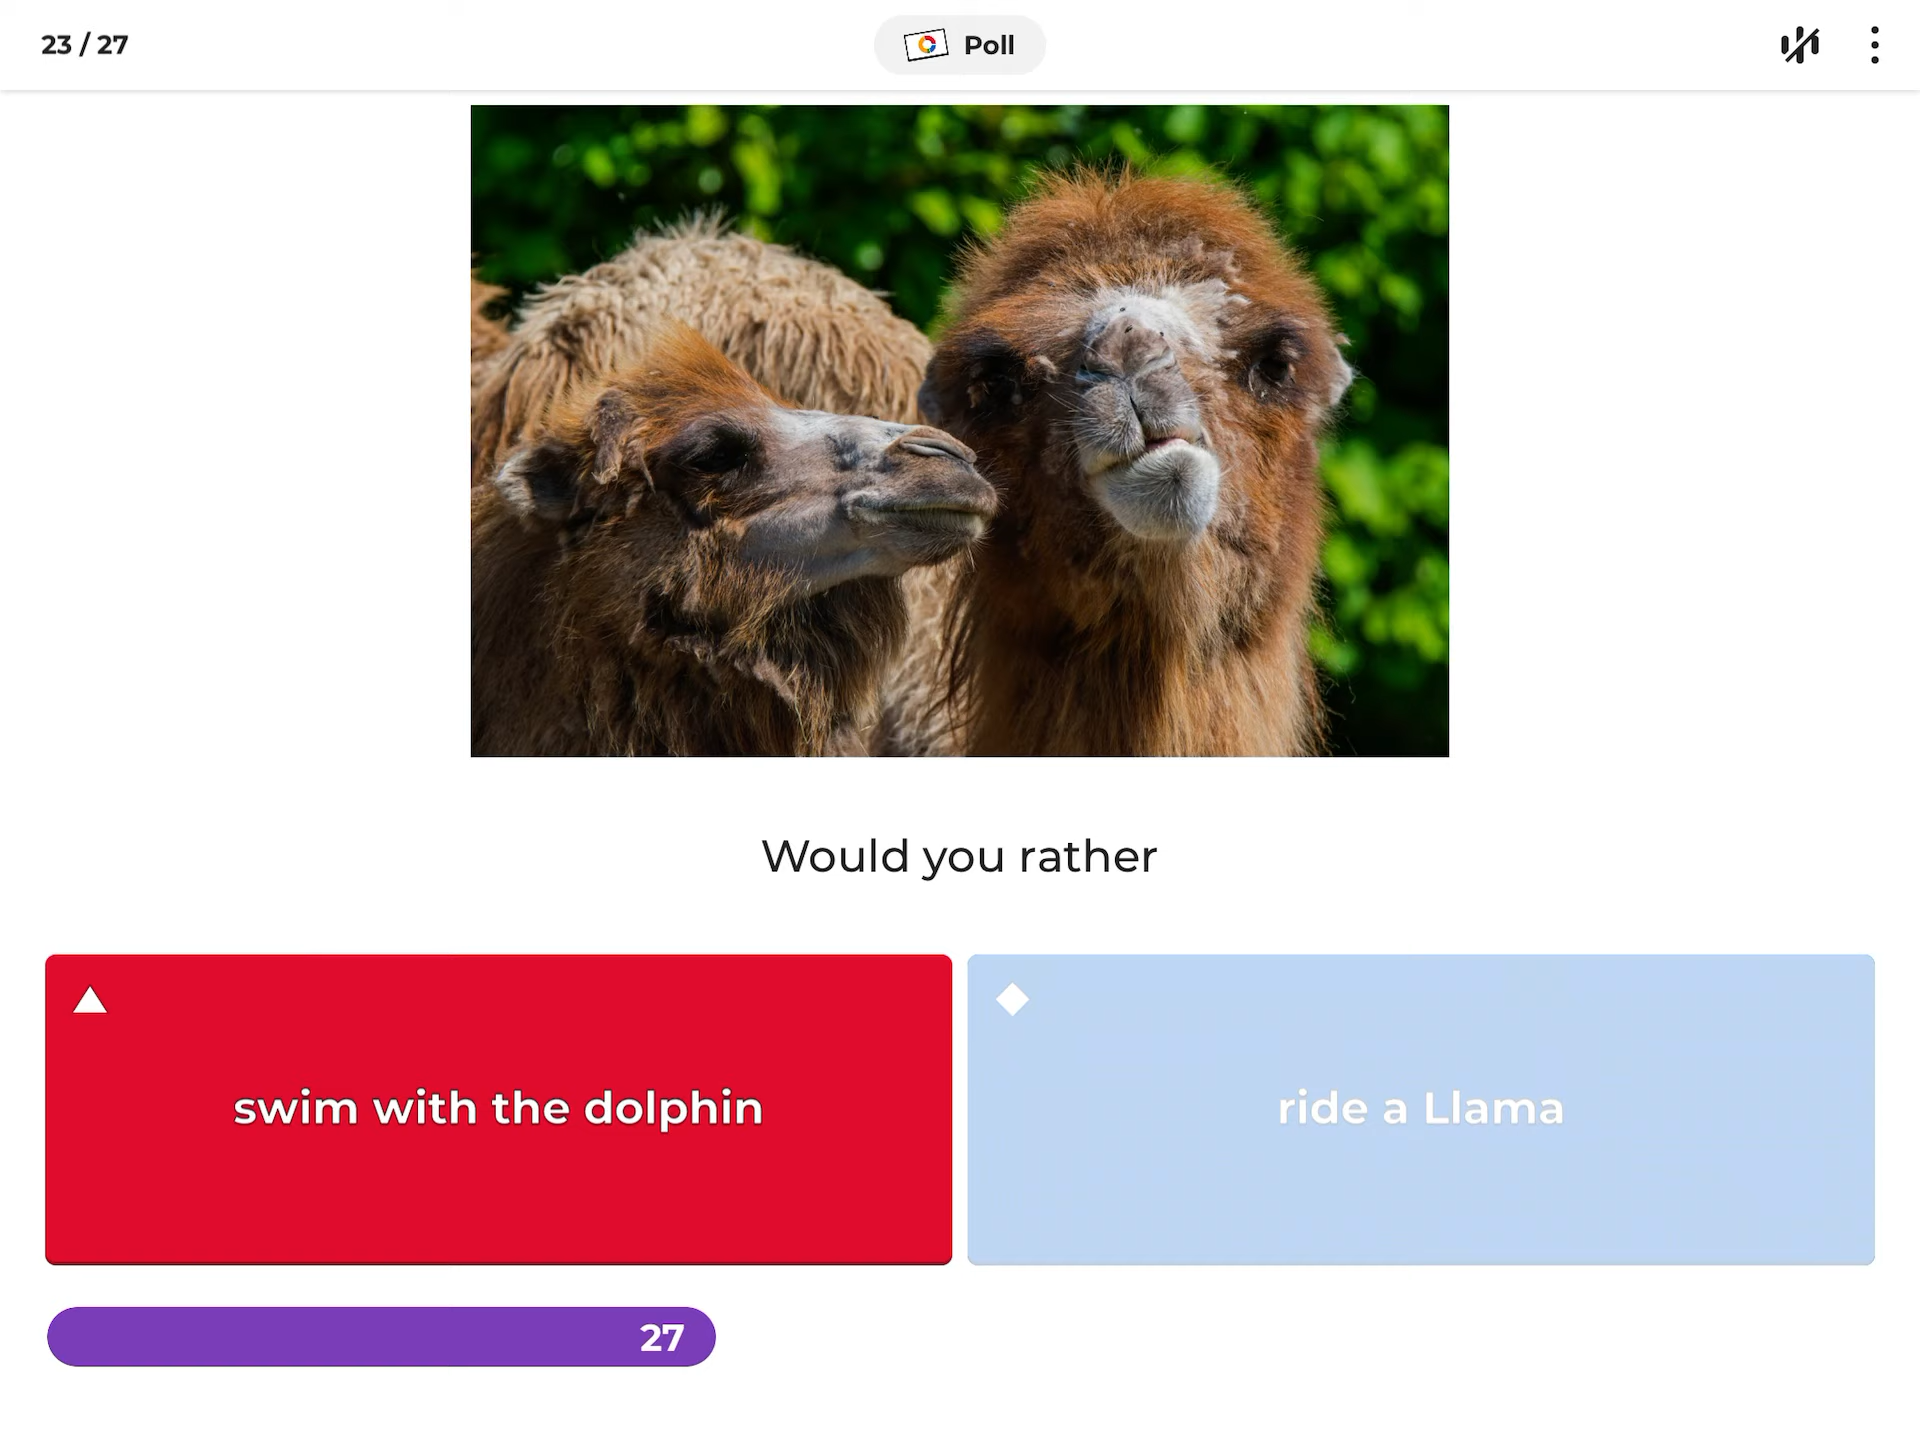 23 / 27
Poll
Would you rather
swim with the dolphin
ride a Llama
27